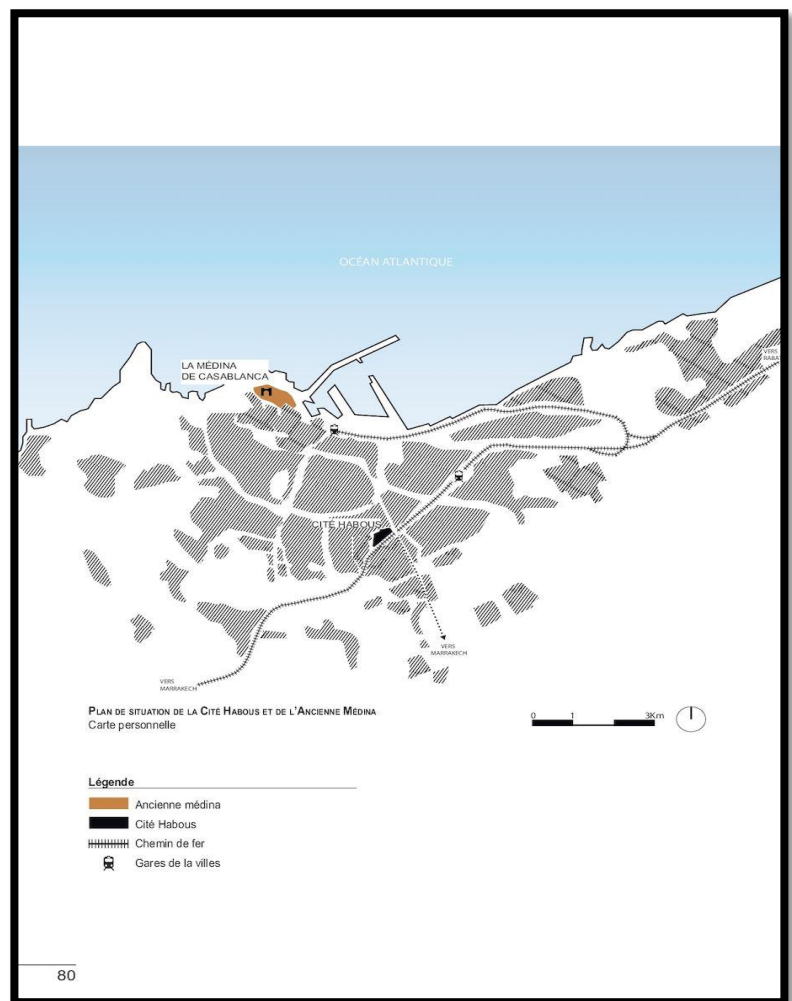 OCÉAN ATLANTIQUE
LA MÉDINA
DE CASABLANCA
VERS
RABAT
CITÉ HABOUS
VERS
MARRAKECH
VERS
MARRAKECH
PLAN DE SITUATION DE LA CITÉ HABOUS ET DE L'ANCIENNE MÉDINA
Carte personnelle
0 1 3Km
Légende
Ancienne médina
Cité Habous
Chemin de fer
Gares de la villes
80